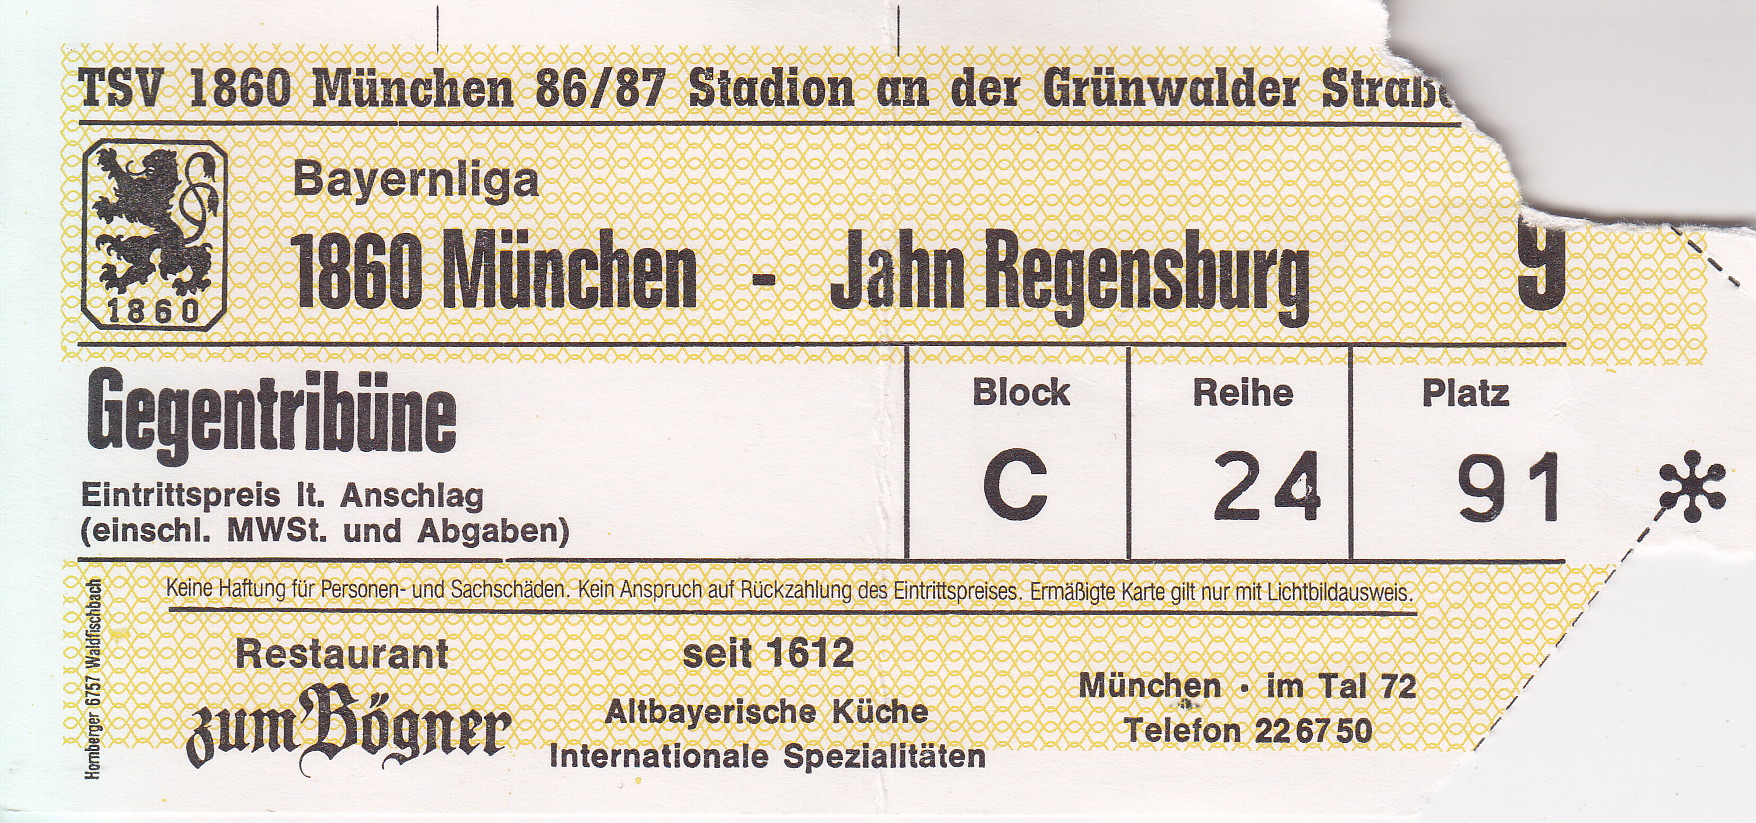 TSV 1860 München 86/87 Stadion an der Grünwalder Straße
1860
Bayernliga
1860 München - Jahn Regensburg
9
Gegentribüne
Eintrittspreis lt. Anschlag
(einschl. MWSt. und Abgaben)
Block
C
Reihe
24
Platz
91
Keine Haftung für Personen- und Sachschäden. Kein Anspruch auf Rückzahlung des Eintrittspreises. Ermäßigte Karte gilt nur mit Lichtbildausweis.
Restaurant
zum Bögner
seit 1612
Altbayerische Küche
Internationale Spezialitäten
München · im Tal 72
Telefon 22 67 50
Hornberger 6757 Waldfischbach